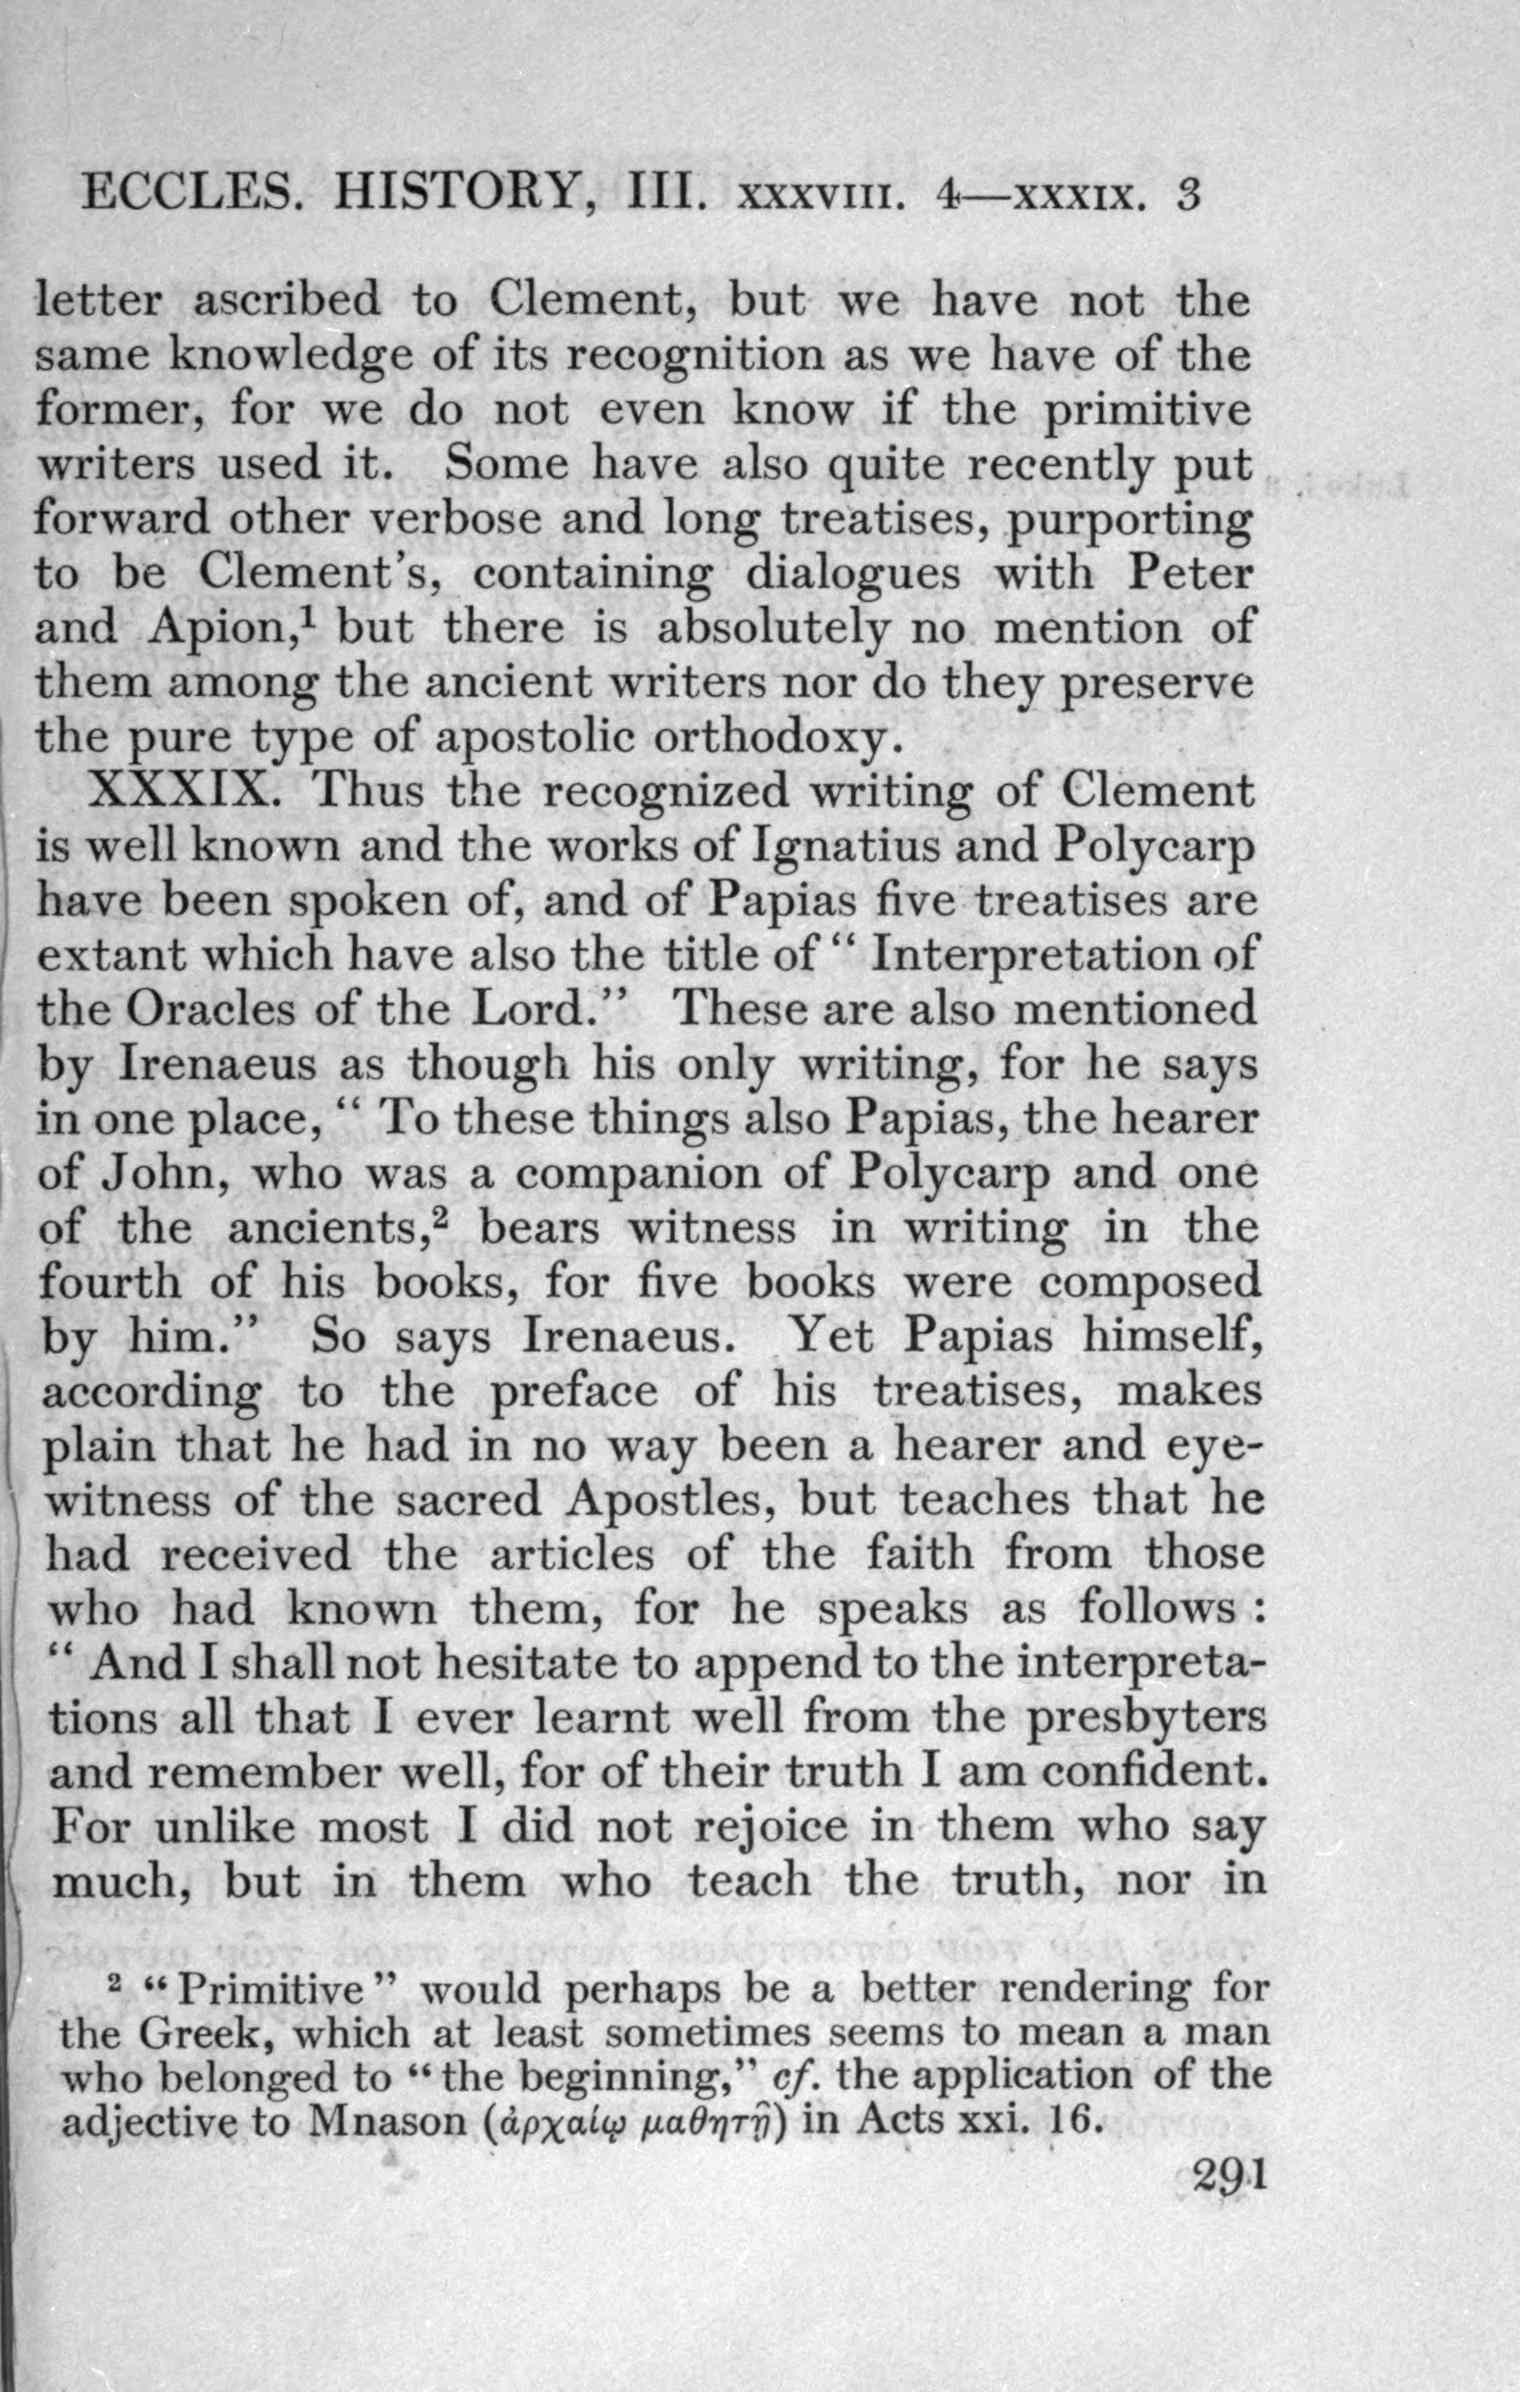 ECCLES. HISTORY, III. XXXVIII. 4—XXXIX. 3
letter ascribed to Clement, but we have not the
same knowledge of its recognition as we have of the
former, for we do not even know if the primitive
writers used it. Some have also quite recently put
forward other verbose and long treatises, purporting
to be Clement's, containing dialogues with Peter
and Apion,¹ but there is absolutely no mention of
them among the ancient writers nor do they preserve
the pure type of apostolic orthodoxy.
XXXIX. Thus the recognized writing of Clement
is well known and the works of Ignatius and Polycarp
have been spoken of, and of Papias five treatises are
extant which have also the title of “ Interpretation of
the Oracles of the Lord.” These are also mentioned
by Irenaeus as though his only writing, for he says
in one place, “ To these things also Papias, the hearer
of John, who was a companion of Polycarp and one
of the ancients,² bears witness in writing in the
fourth of his books, for five books were composed
by him.” So says Irenaeus. Yet Papias himself,
according to the preface of his treatises, makes
plain that he had in no way been a hearer and eye-
witness of the sacred Apostles, but teaches that he
had received the articles of the faith from those
who had known them, for he speaks as follows :
“ And I shall not hesitate to append to the interpreta-
tions all that I ever learnt well from the presbyters
and remember well, for of their truth I am confident.
For unlike most I did not rejoice in them who say
much, but in them who teach the truth, nor in
² “ Primitive ” would perhaps be a better rendering for
the Greek, which at least sometimes seems to mean a man
who belonged to “ the beginning,” cf. the application of the
adjective to Mnason (ἀρχαίῳ μαθητῇ) in Acts xxi. 16.
291